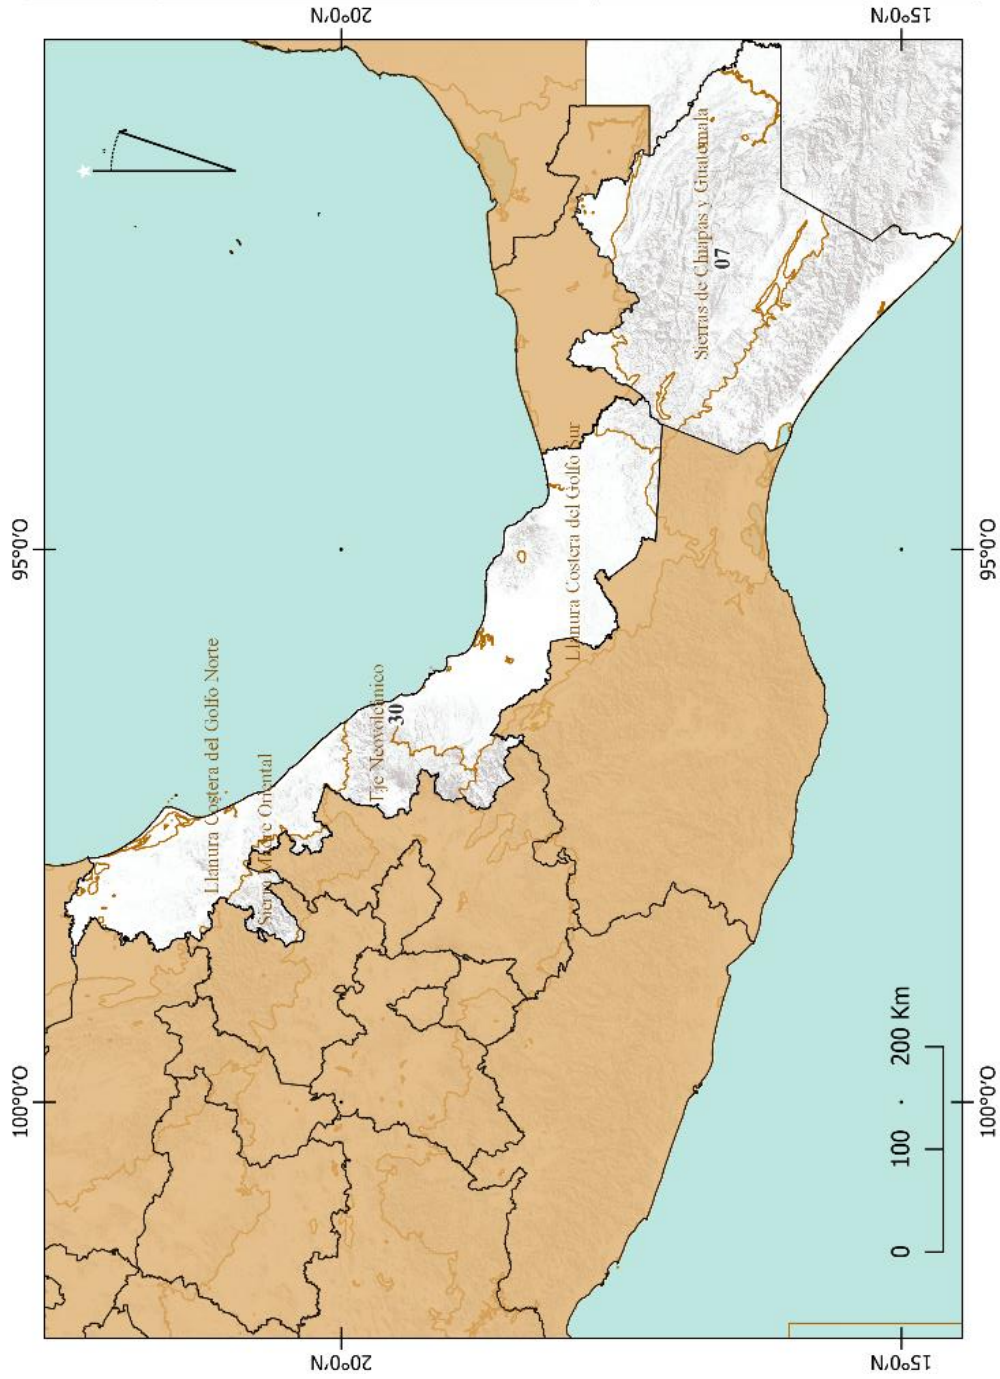 100°0'O
95°0'O
20°0'N
20°0'N
Llanura Costera del Golfo Norte
Sierra Madre Oriental
Eje Neovolcánico
30
Llanura Costera del Golfo Sur
Sierras de Chiapas y Guatemala
07
15°0'N
15°0'N
0 100 200 Km
100°0'O
95°0'O